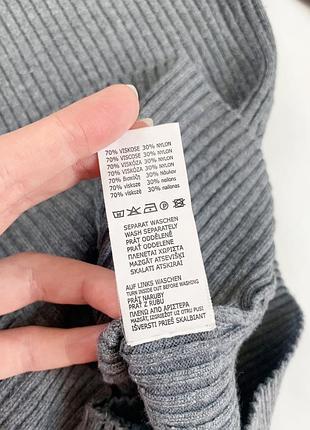 70% VISKOSE 30% NYLON
70% VISCOSE 30% NYLON
70% VISKÓZA 30% NYLON
70% VISKÓZA 30% NYLON
70% Βισκόζη 30% Νάυλον
70% viskoze 30% nailons
70% viskozė 30% nailonas
SEPARAT WASCHEN
WASH SEPARATELY
PRÁT ODDĚLENĚ
PRAT ODDELENE
ΠΛΕΝΕΤΑΙ ΧΩΡΙΣΤΑ
MAZGĀT ATSEVIŠĶI
SKALBTI ATSKIRAI
AUF LINKS WASCHEN
TURN INSIDE OUT BEFORE WASHING
PRÁT NARUBY
PRAŤ Z RUBU
ΠΛΕΝΩ ΑΠΟ ΑΡΙΣΤΕΡΑ
MAZGĀT, IZGRIEŽOT UZ OTRU PUSI
IŠVERSTI PRIEŠ SKALBIANT